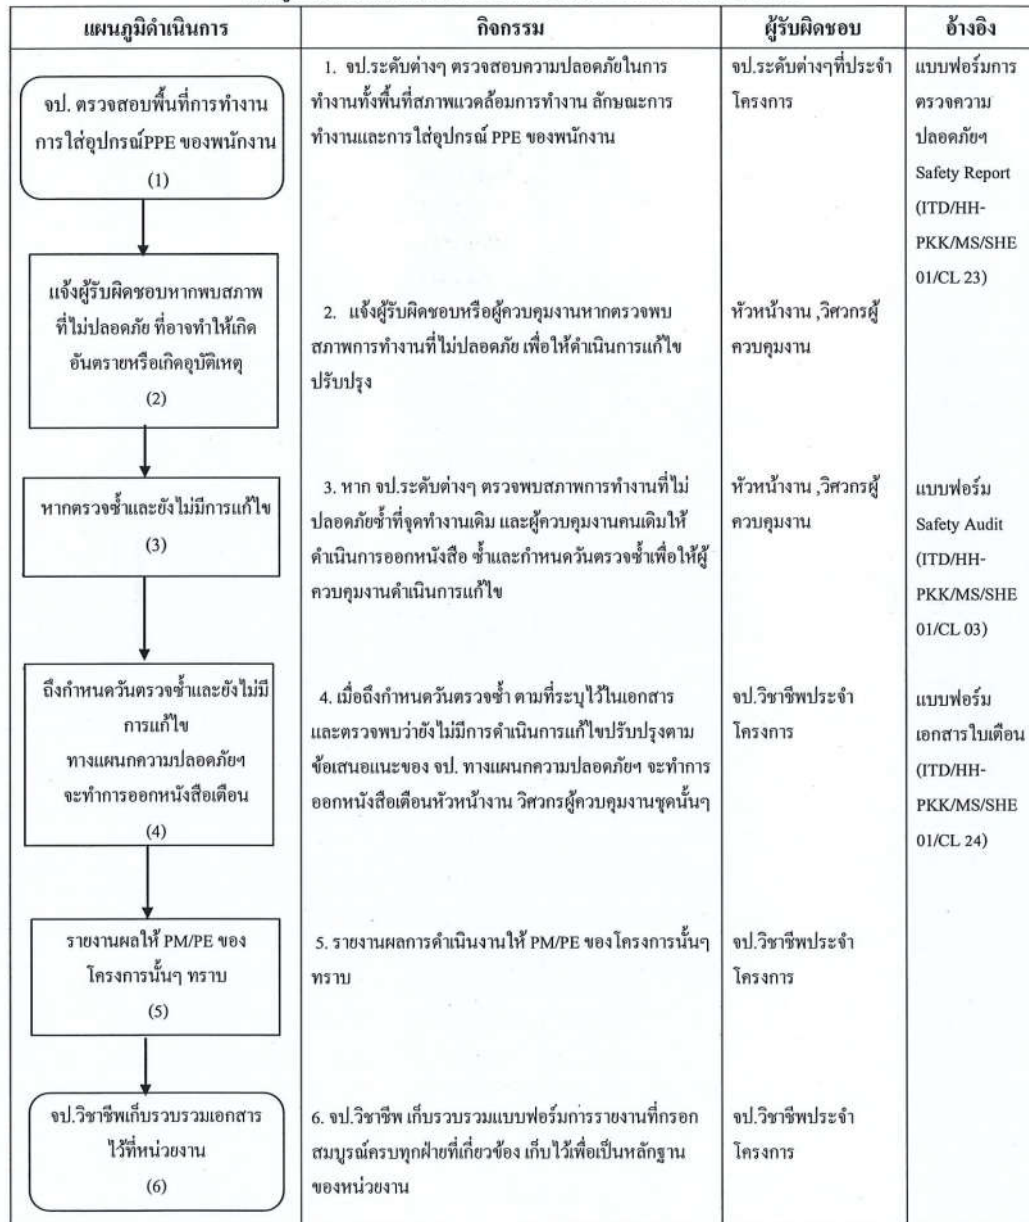 แผนภูมิดำเนินการ
กิจกรรม
ผู้รับผิดชอบ
อ้างอิง
จป. ตรวจสอบพื้นที่การทำงาน
การใส่อุปกรณ์PPE ของพนักงาน
(1)
1. จป.ระดับต่างๆ ตรวจสอบความปลอดภัยในการ
ทำงานทั้งพื้นที่สภาพแวดล้อมการทำงาน ลักษณะการ
ทำงานและการใส่อุปกรณ์ PPE ของพนักงาน
จป.ระดับต่างๆที่ประจำ
โครงการ
แบบฟอร์มการ
ตรวจความ
ปลอดภัยฯ
Safety Report
(ITD/HH-
PKK/MS/SHE
01/CL 23)
แจ้งผู้รับผิดชอบหากพบสภาพ
ที่ไม่ปลอดภัย ที่อาจทำให้เกิด
อันตรายหรือเกิดอุบัติเหตุ
(2)
2. แจ้งผู้รับผิดชอบหรือผู้ควบคุมงานหากตรวจพบ
สภาพการทำงานที่ไม่ปลอดภัย เพื่อให้ดำเนินการแก้ไข
ปรับปรุง
หัวหน้างาน ,วิศวกรผู้
ควบคุมงาน
หากตรวจซ้ำและยังไม่มีการแก้ไข
(3)
3. หาก จป.ระดับต่างๆ ตรวจพบสภาพการทำงานที่ไม่
ปลอดภัยซ้ำที่จุดทำงานเดิม และผู้ควบคุมงานคนเดิมให้
ดำเนินการออกหนังสือ ซ้ำและกำหนดวันตรวจซ้ำเพื่อให้ผู้
ควบคุมงานดำเนินการแก้ไข
หัวหน้างาน ,วิศวกรผู้
ควบคุมงาน
แบบฟอร์ม
Safety Audit
(ITD/HH-
PKK/MS/SHE
01/CL 03)
ถึงกำหนดวันตรวจซ้ำและยังไม่มี
การแก้ไข
ทางแผนกความปลอดภัยฯ
จะทำการออกหนังสือเตือน
(4)
4. เมื่อถึงกำหนดวันตรวจซ้ำ ตามที่ระบุไว้ในเอกสาร
และตรวจพบว่ายังไม่มีการดำเนินการแก้ไขปรับปรุงตาม
ข้อเสนอแนะของ จป. ทางแผนกความปลอดภัยฯ จะทำการ
ออกหนังสือเตือนหัวหน้างาน วิศวกรผู้ควบคุมงานชุดนั้นๆ
จป.วิชาชีพประจำ
โครงการ
แบบฟอร์ม
เอกสารใบเตือน
(ITD/HH-
PKK/MS/SHE
01/CL 24)
รายงานผลให้ PM/PE ของ
โครงการนั้นๆ ทราบ
(5)
5. รายงานผลการดำเนินงานให้ PM/PE ของโครงการนั้นๆ
ทราบ
จป.วิชาชีพประจำ
โครงการ
จป.วิชาชีพเก็บรวบรวมเอกสาร
ไว้ที่หน่วยงาน
(6)
6. จป.วิชาชีพ เก็บรวบรวมแบบฟอร์มการรายงานที่กรอก
สมบูรณ์ครบทุกฝ่ายที่เกี่ยวข้อง เก็บไว้เพื่อเป็นหลักฐาน
ของหน่วยงาน
จป.วิชาชีพประจำ
โครงการ